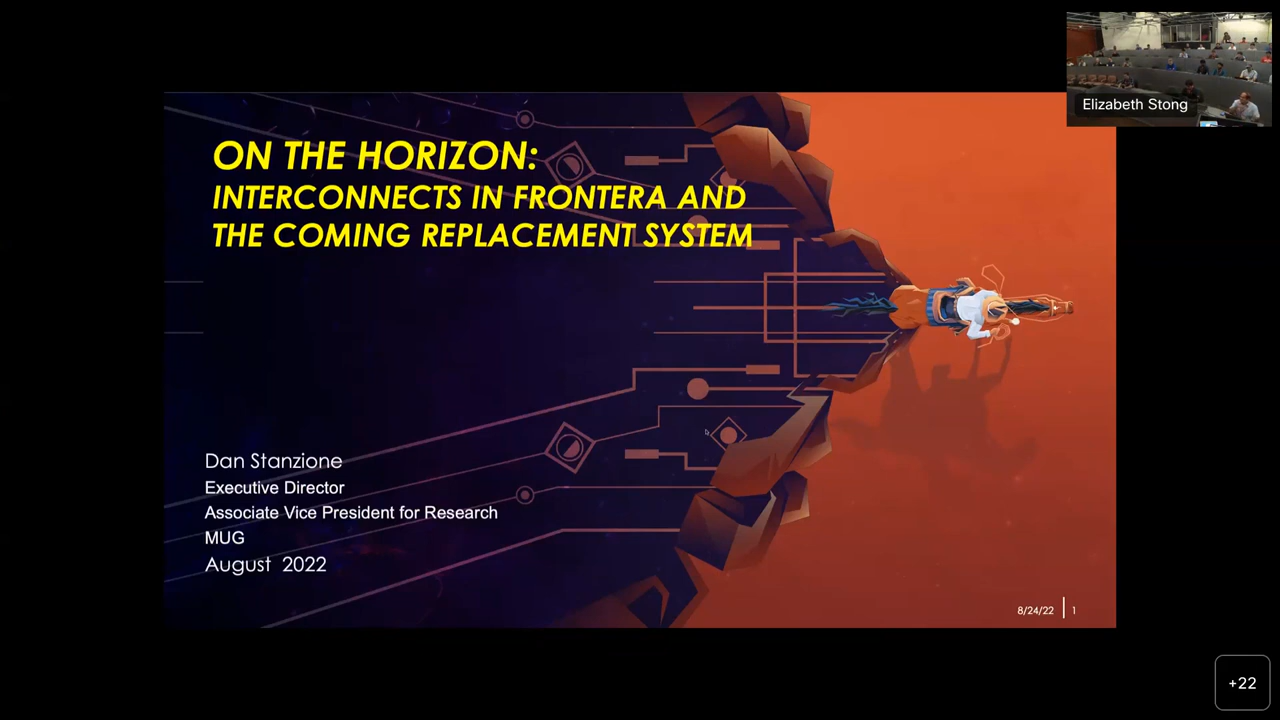 Elizabeth Stong
ON THE HORIZON:
INTERCONNECTS IN FRONTERA AND
THE COMING REPLACEMENT SYSTEM
Dan Stanzione
Executive Director
Associate Vice President for Research
MUG
August 2022
8/24/22 1
+22